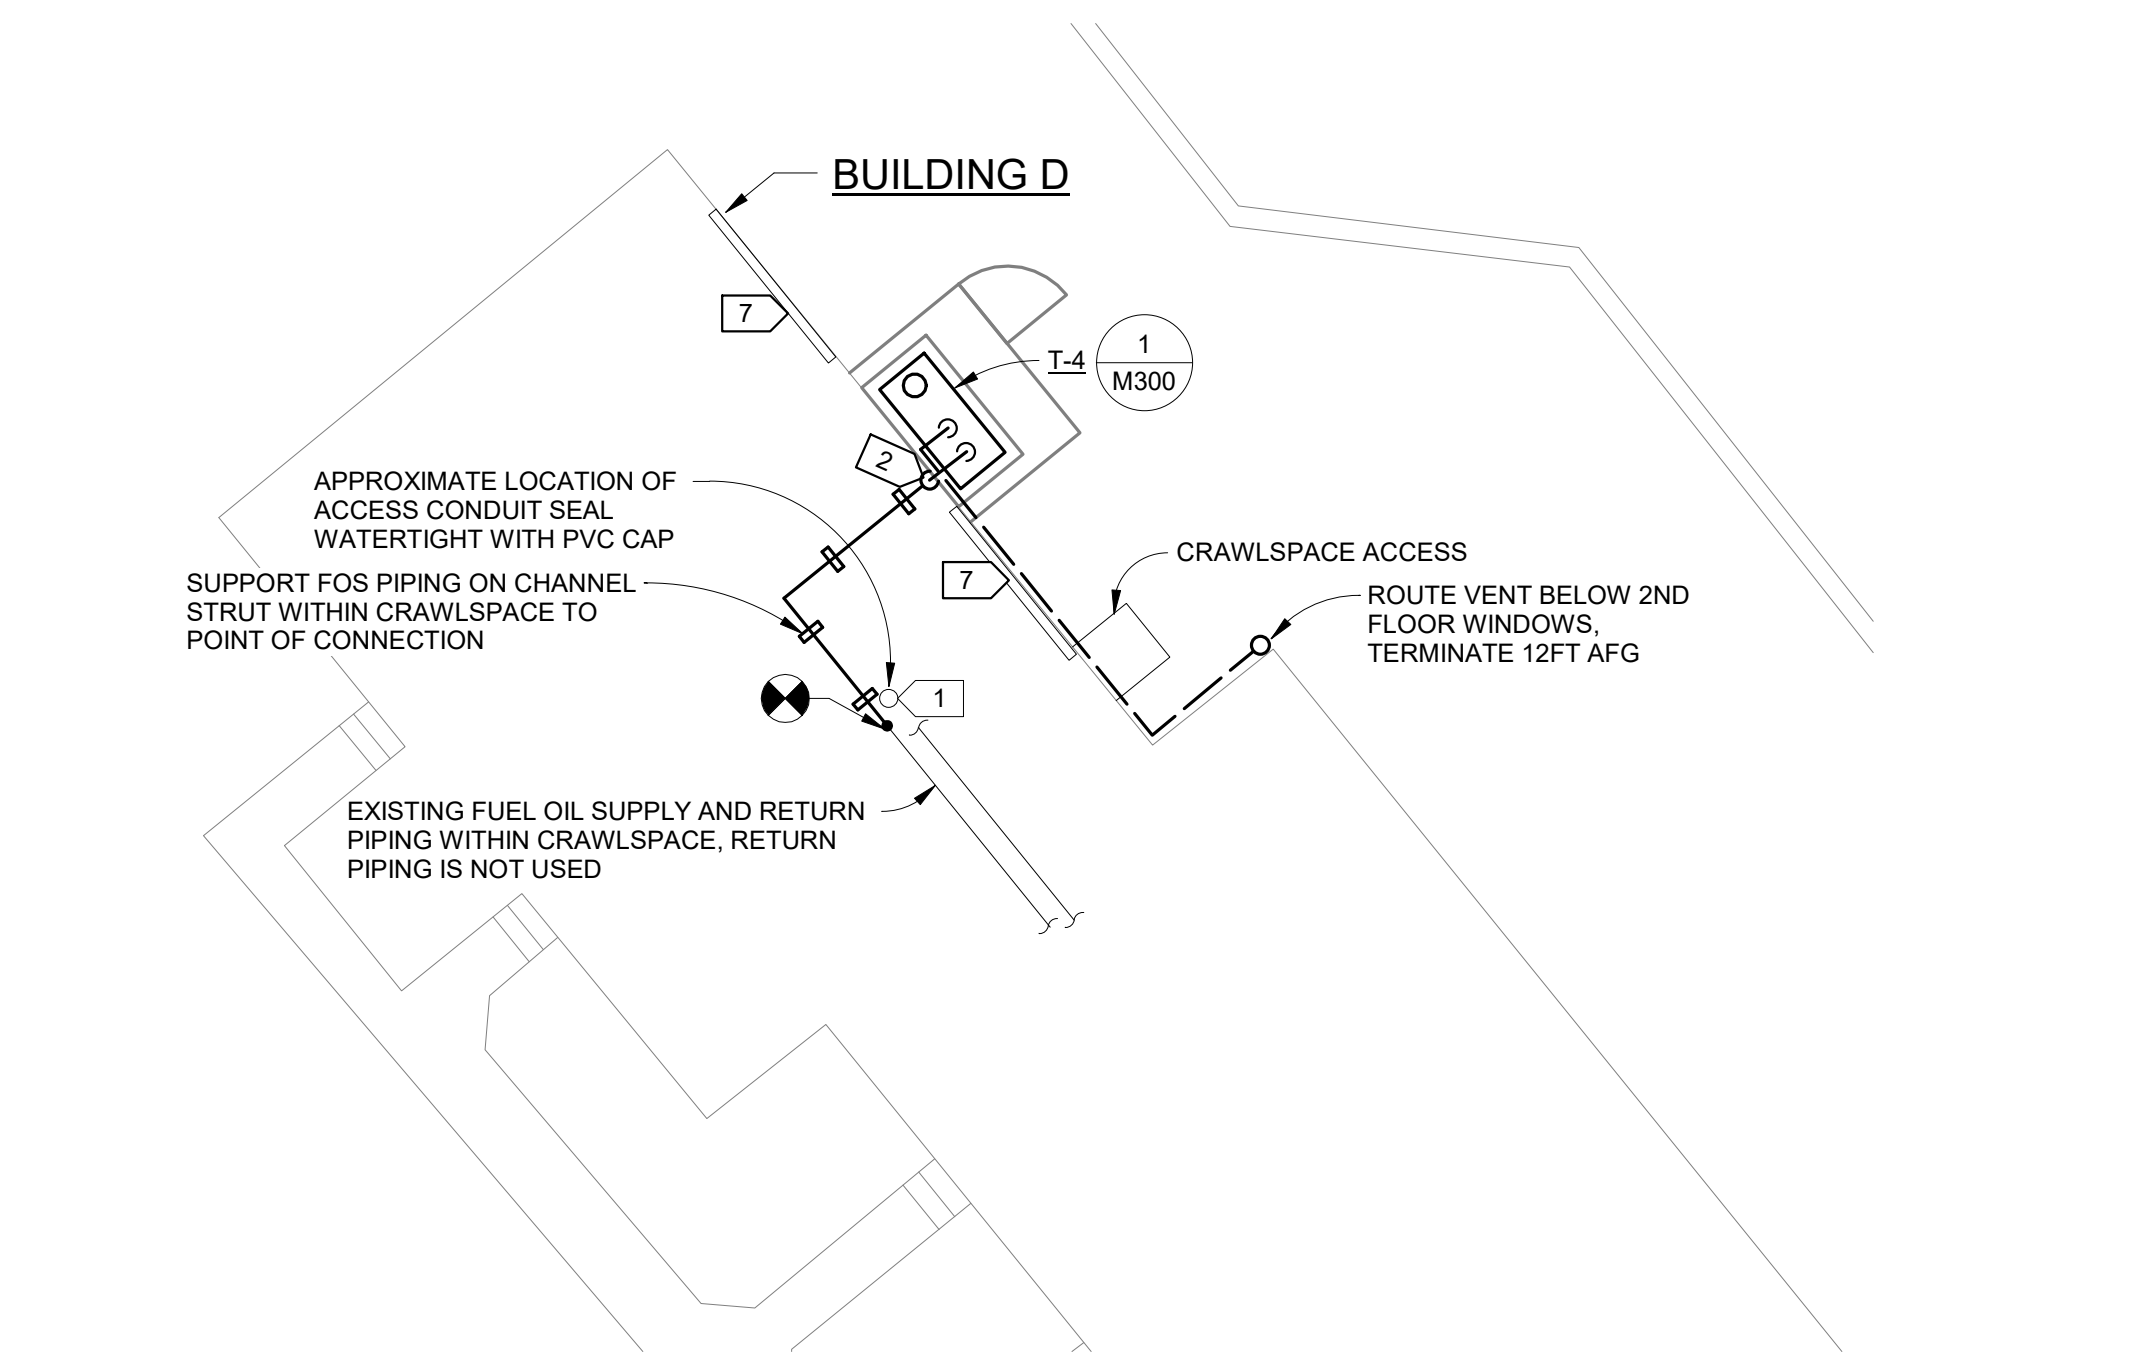 BUILDING D
7
T-4
1
M300
2
APPROXIMATE LOCATION OF
ACCESS CONDUIT SEAL
WATERTIGHT WITH PVC CAP
SUPPORT FOS PIPING ON CHANNEL
STRUT WITHIN CRAWLSPACE TO
POINT OF CONNECTION
7
CRAWLSPACE ACCESS
ROUTE VENT BELOW 2ND
FLOOR WINDOWS,
TERMINATE 12FT AFG
1
EXISTING FUEL OIL SUPPLY AND RETURN
PIPING WITHIN CRAWLSPACE, RETURN
PIPING IS NOT USED